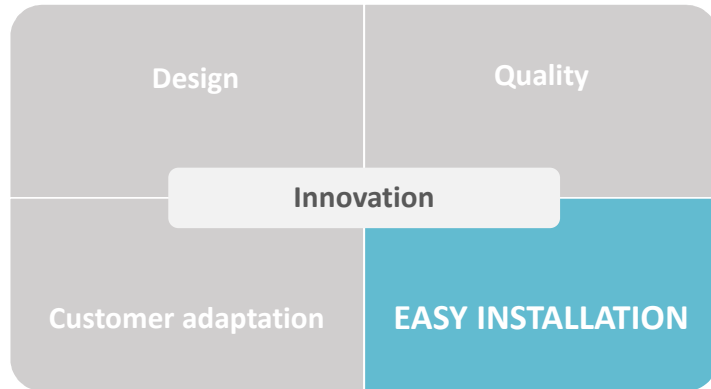 Design
Quality
Innovation
Customer adaptation
EASY INSTALLATION